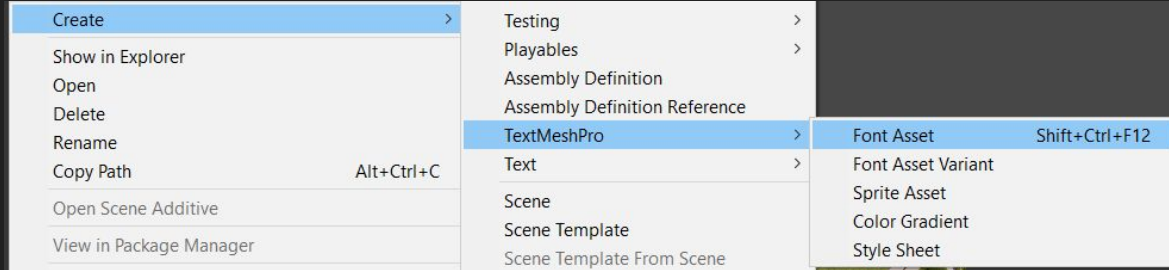 Create >
Show in Explorer
Open
Delete
Rename
Copy Path Alt+Ctrl+C
Open Scene Additive
View in Package Manager
Testing >
Playables >
Assembly Definition
Assembly Definition Reference
TextMeshPro >
Text >
Scene
Scene Template
Scene Template From Scene
Font Asset Shift+Ctrl+F12
Font Asset Variant
Sprite Asset
Color Gradient
Style Sheet